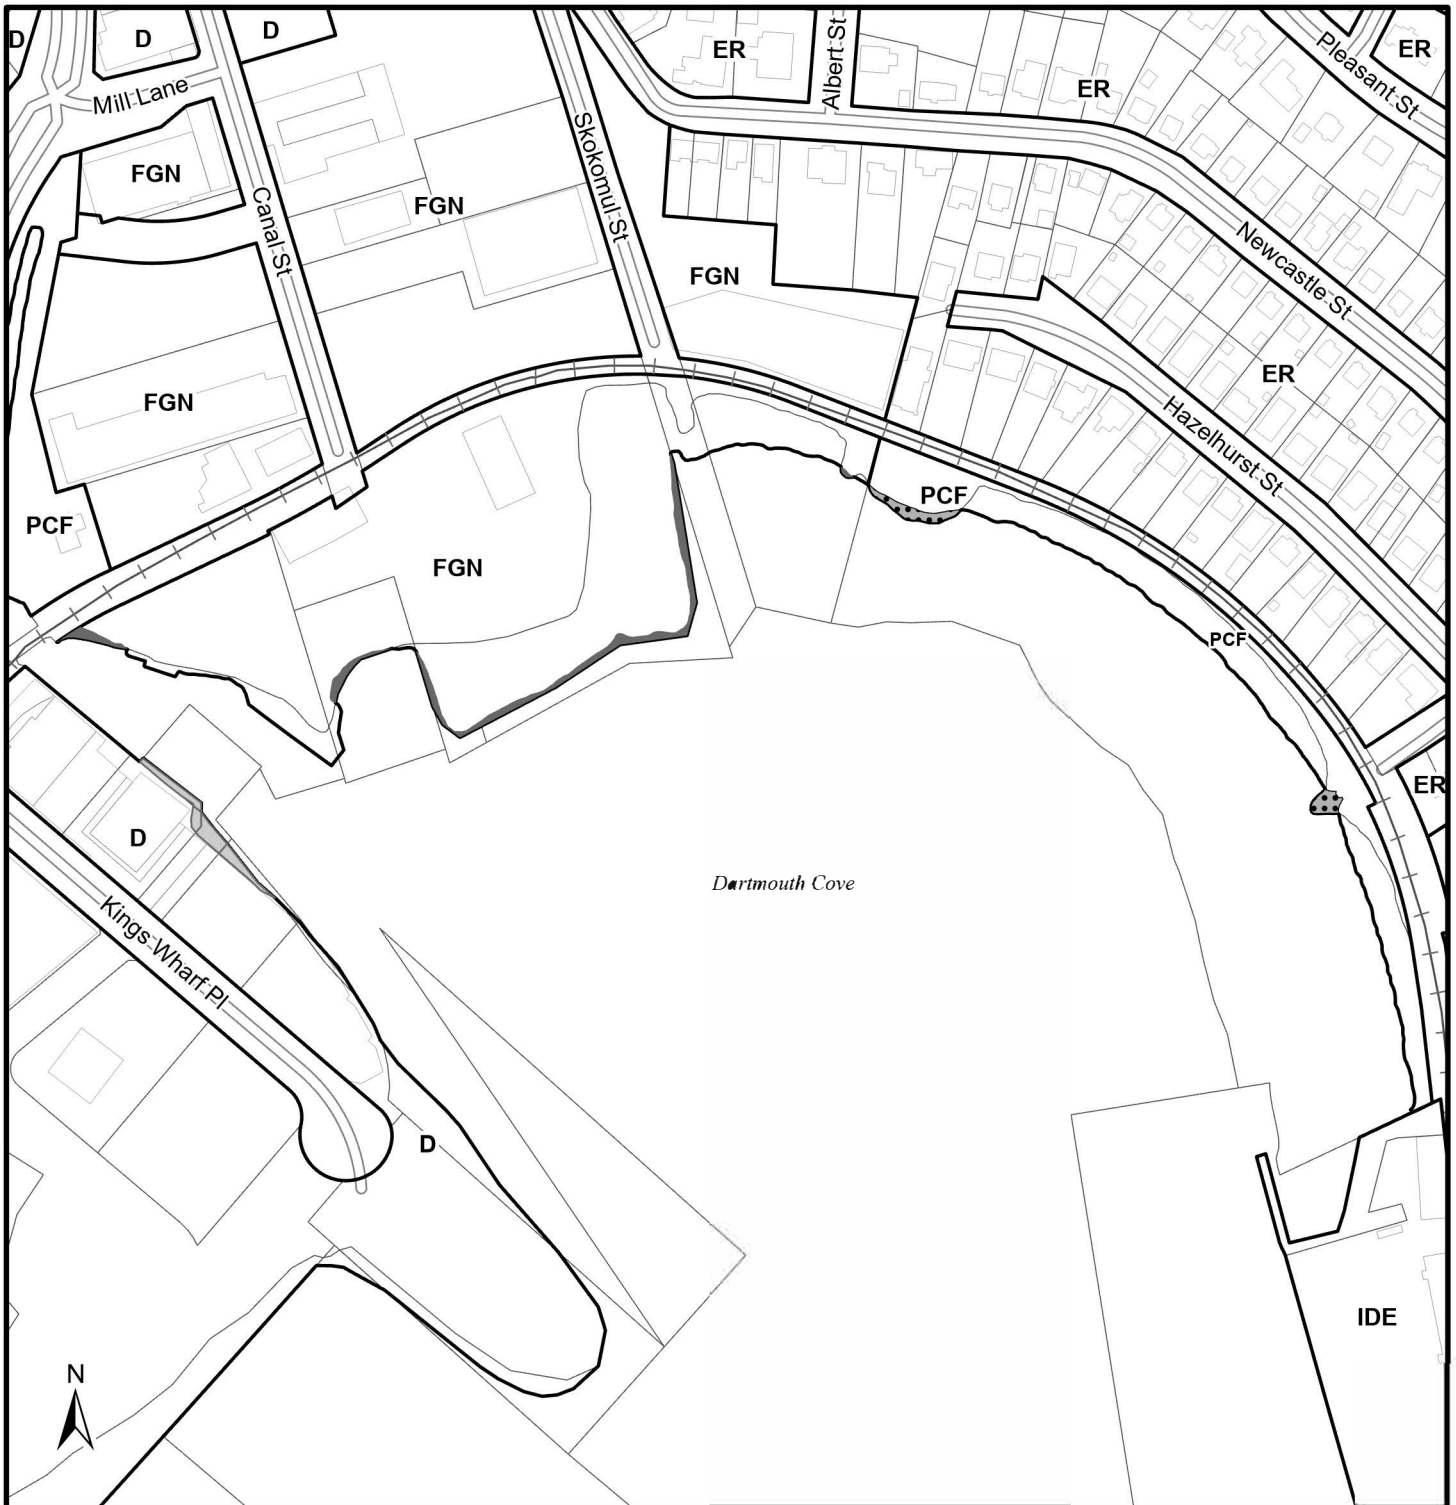 D
D
D
ER
Albert St
ER
Pleasant St
ER
Mill Lane
FGN
Canal St
FGN
Skokomul St
FGN
Newcastle St
ER
FGN
Hazelhurst St
PCF
PCF
FGN
PCF
ER
D
Dartmouth Cove
Kings Wharf Pl
D
IDE
N